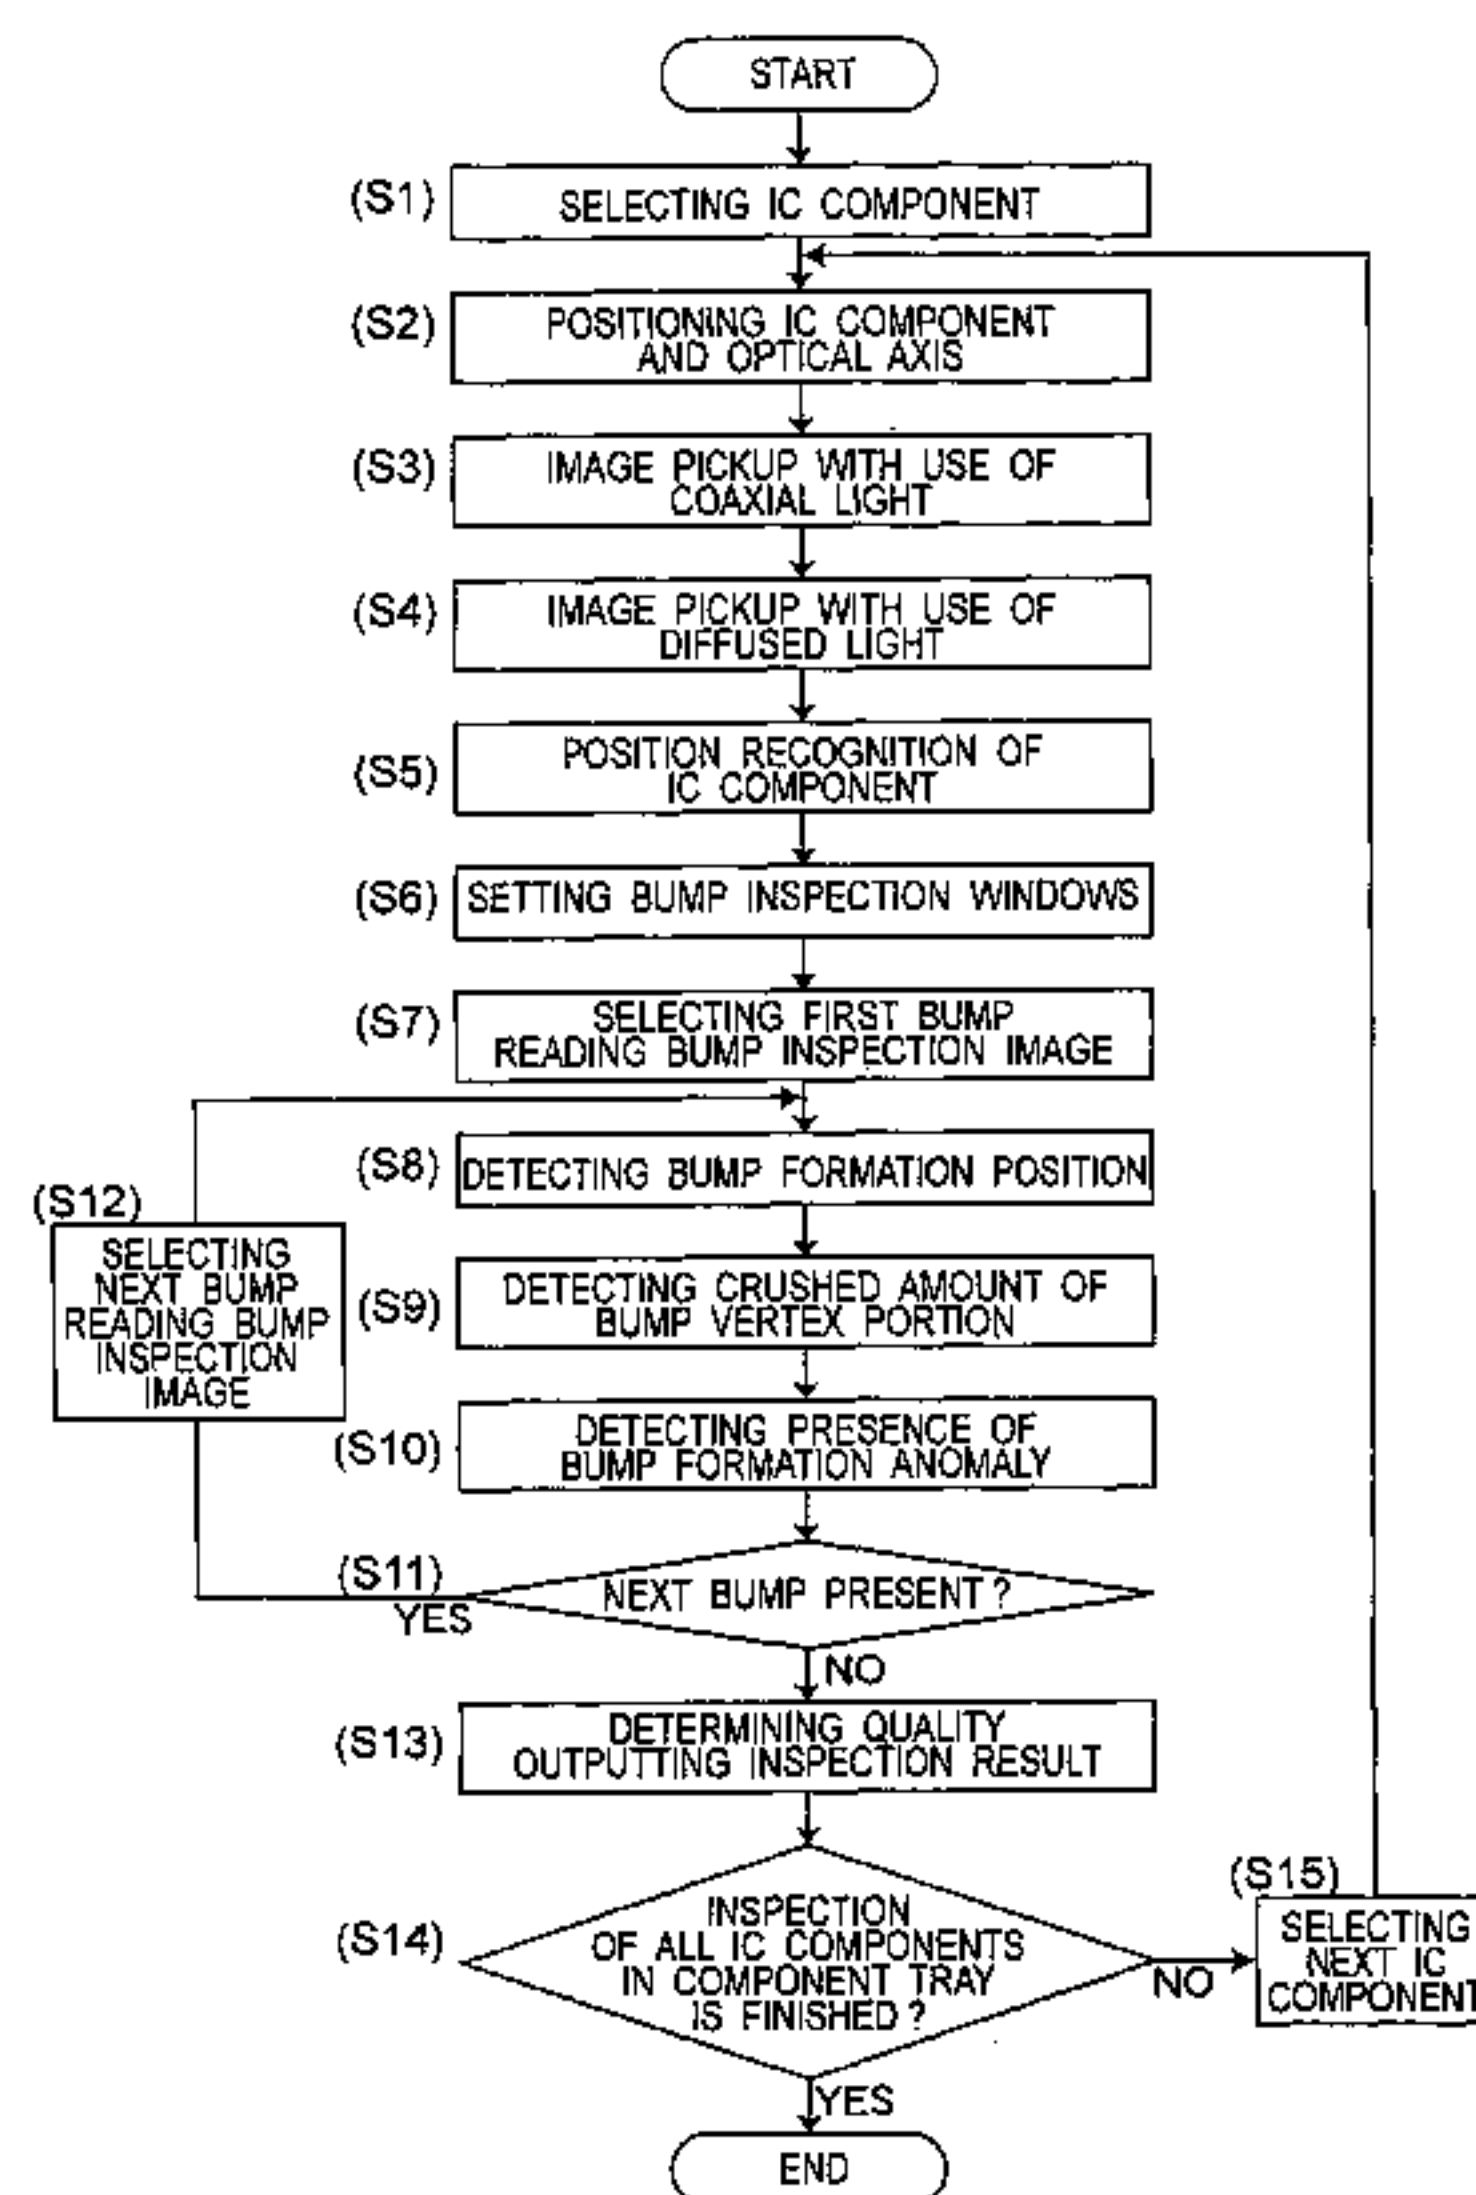 START
(S1)
SELECTING IC COMPONENT
(S2)
POSITIONING IC COMPONENT
AND OPTICAL AXIS
(S3)
IMAGE PICKUP WITH USE OF
COAXIAL LIGHT
(S4)
IMAGE PICKUP WITH USE OF
DIFFUSED LIGHT
(S5)
POSITION RECOGNITION OF
IC COMPONENT
(S6)
SETTING BUMP INSPECTION WINDOWS
(S7)
SELECTING FIRST BUMP
READING BUMP INSPECTION IMAGE
(S8)
DETECTING BUMP FORMATION POSITION
(S12)
SELECTING
NEXT BUMP
READING BUMP
INSPECTION
IMAGE
(S9)
DETECTING CRUSHED AMOUNT OF
BUMP VERTEX PORTION
(S10)
DETECTING PRESENCE OF
BUMP FORMATION ANOMALY
(S11)
NEXT BUMP PRESENT?
YES
NO
(S13)
DETERMINING QUALITY
OUTPUTTING INSPECTION RESULT
(S14)
INSPECTION
OF ALL IC COMPONENTS
IN COMPONENT TRAY
IS FINISHED?
NO
(S15)
SELECTING
NEXT IC
COMPONENT
YES
END